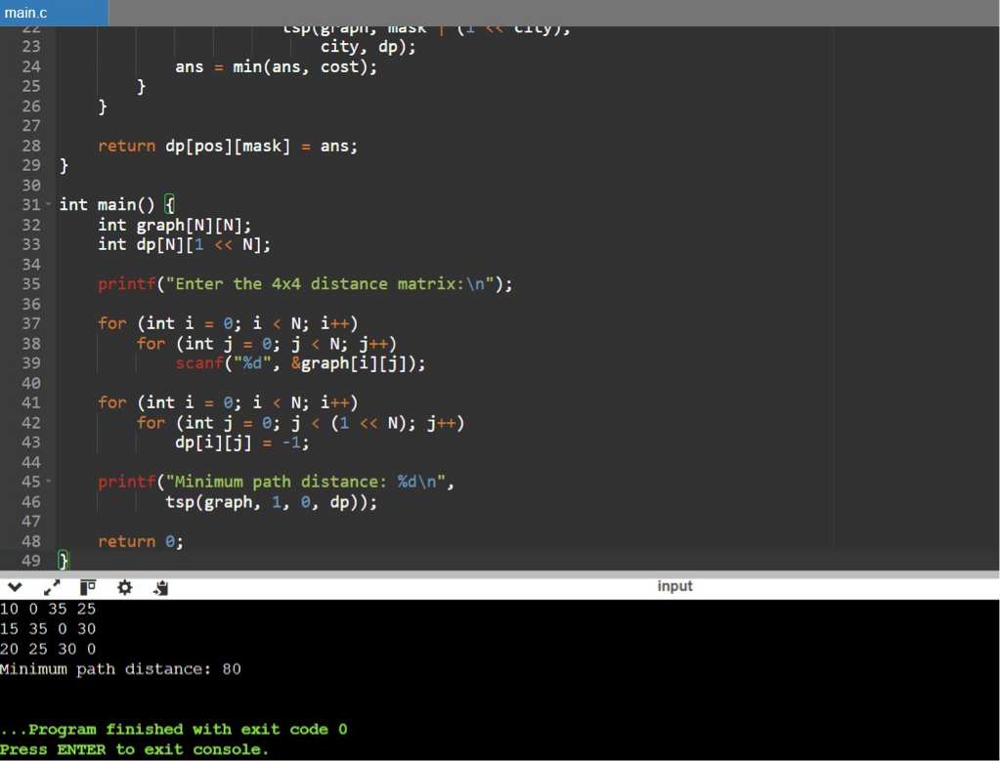 main.c
22 tsp(graph, mask | (1 << city),
23 city, dp);
24 ans = min(ans, cost);
25 }
26 }
27
28 return dp[pos][mask] = ans;
29 }
30
31 int main() {
32 int graph[N][N];
33 int dp[N][1 << N];
34
35 printf("Enter the 4x4 distance matrix:\n");
36
37 for (int i = 0; i < N; i++)
38 for (int j = 0; j < N; j++)
39 scanf("%d", &graph[i][j]);
40
41 for (int i = 0; i < N; i++)
42 for (int j = 0; j < (1 << N); j++)
43 dp[i][j] = -1;
44
45 printf("Minimum path distance: %d\n",
46 tsp(graph, 1, 0, dp));
47
48 return 0;
49 }
input
10 0 35 25
15 35 0 30
20 25 30 0
Minimum path distance: 80
...Program finished with exit code 0
Press ENTER to exit console.